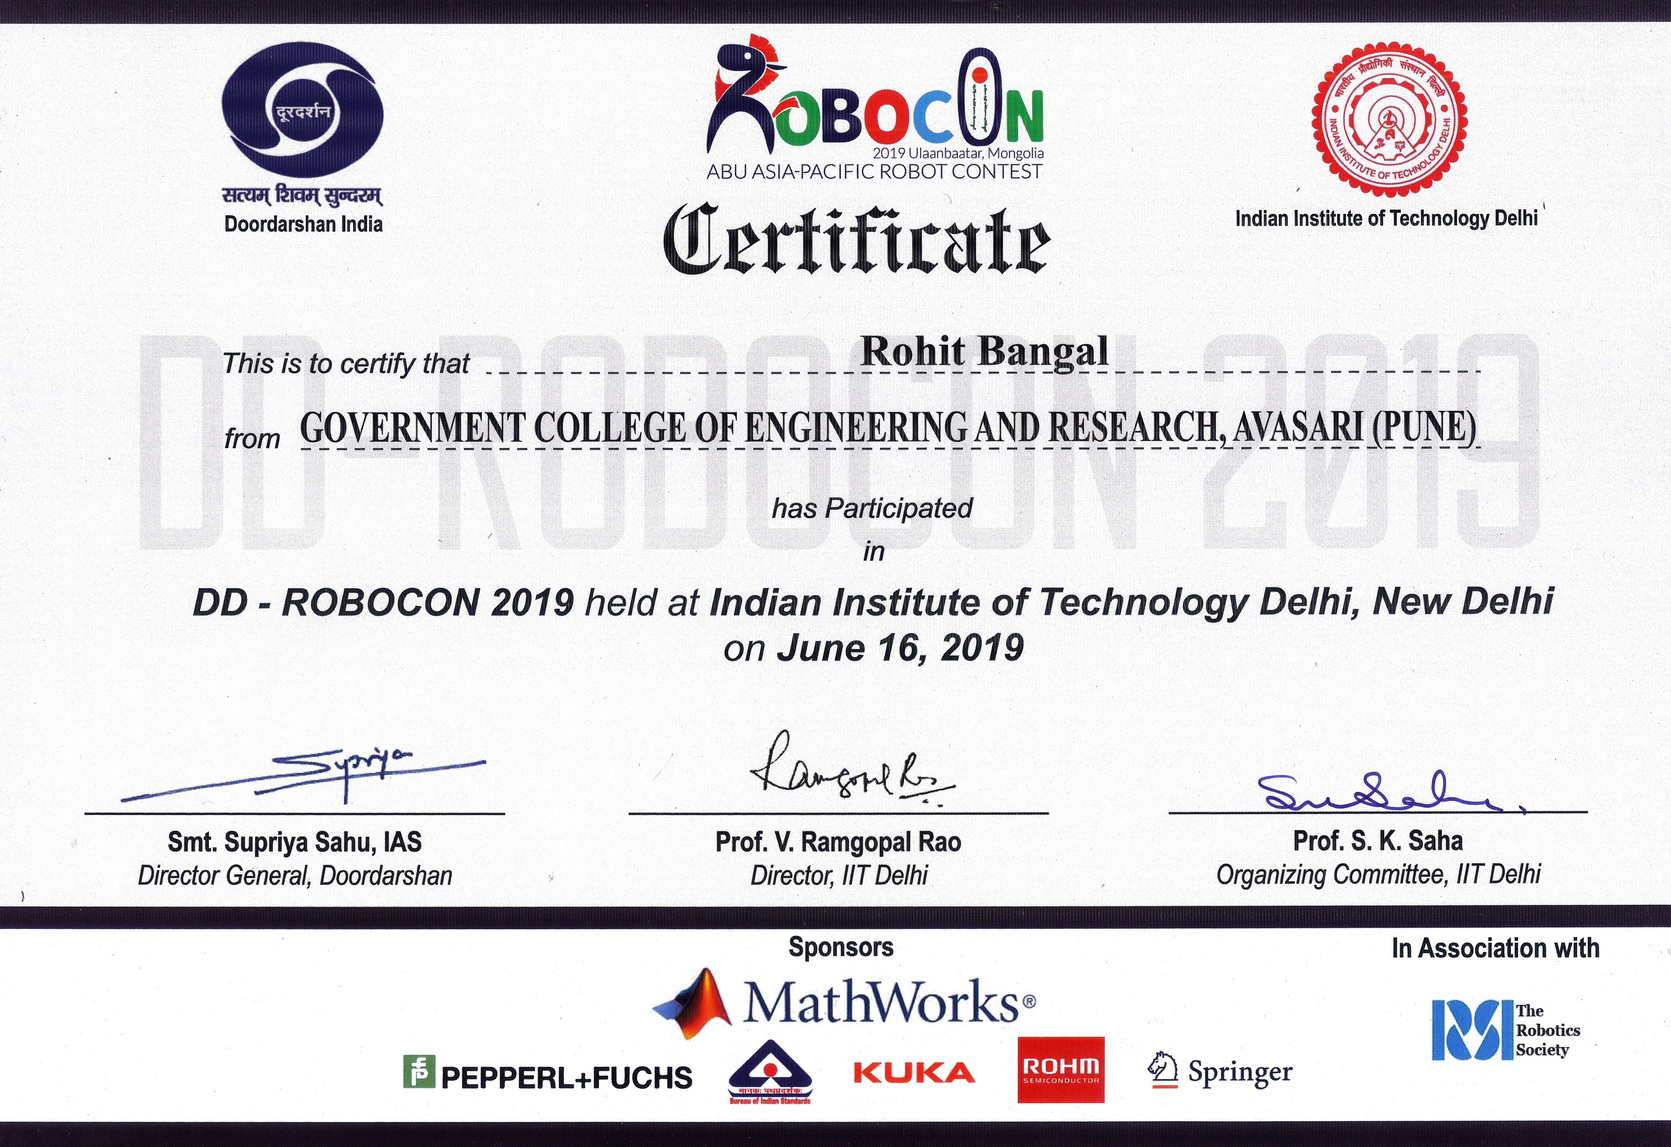 दूरदर्शन
सत्यम् शिवम् सुन्दरम्
Doordarshan India
ROBOCON
2019 Ulaanbaatar, Mongolia
ABU ASIA-PACIFIC ROBOT CONTEST
भारतीय प्रौद्योगिकी संस्थान दिल्ली
INDIAN INSTITUTE OF TECHNOLOGY DELHI
Indian Institute of Technology Delhi
Certificate
DD-ROBOCON 2019
This is to certify that Rohit Bangal
from GOVERNMENT COLLEGE OF ENGINEERING AND RESEARCH, AVASARI (PUNE)
has Participated
in
DD - ROBOCON 2019 held at Indian Institute of Technology Delhi, New Delhi
on June 16, 2019
Supriya
Smt. Supriya Sahu, IAS
Director General, Doordarshan
Prof. V. Ramgopal Rao
Director, IIT Delhi
Prof. S. K. Saha
Organizing Committee, IIT Delhi
Sponsors
MathWorks®
PEPPERL+FUCHS
मानकः पथप्रदर्शकः
Bureau of Indian Standards
KUKA
ROHM
SEMICONDUCTOR
Springer
In Association with
RSI The
Robotics
Society